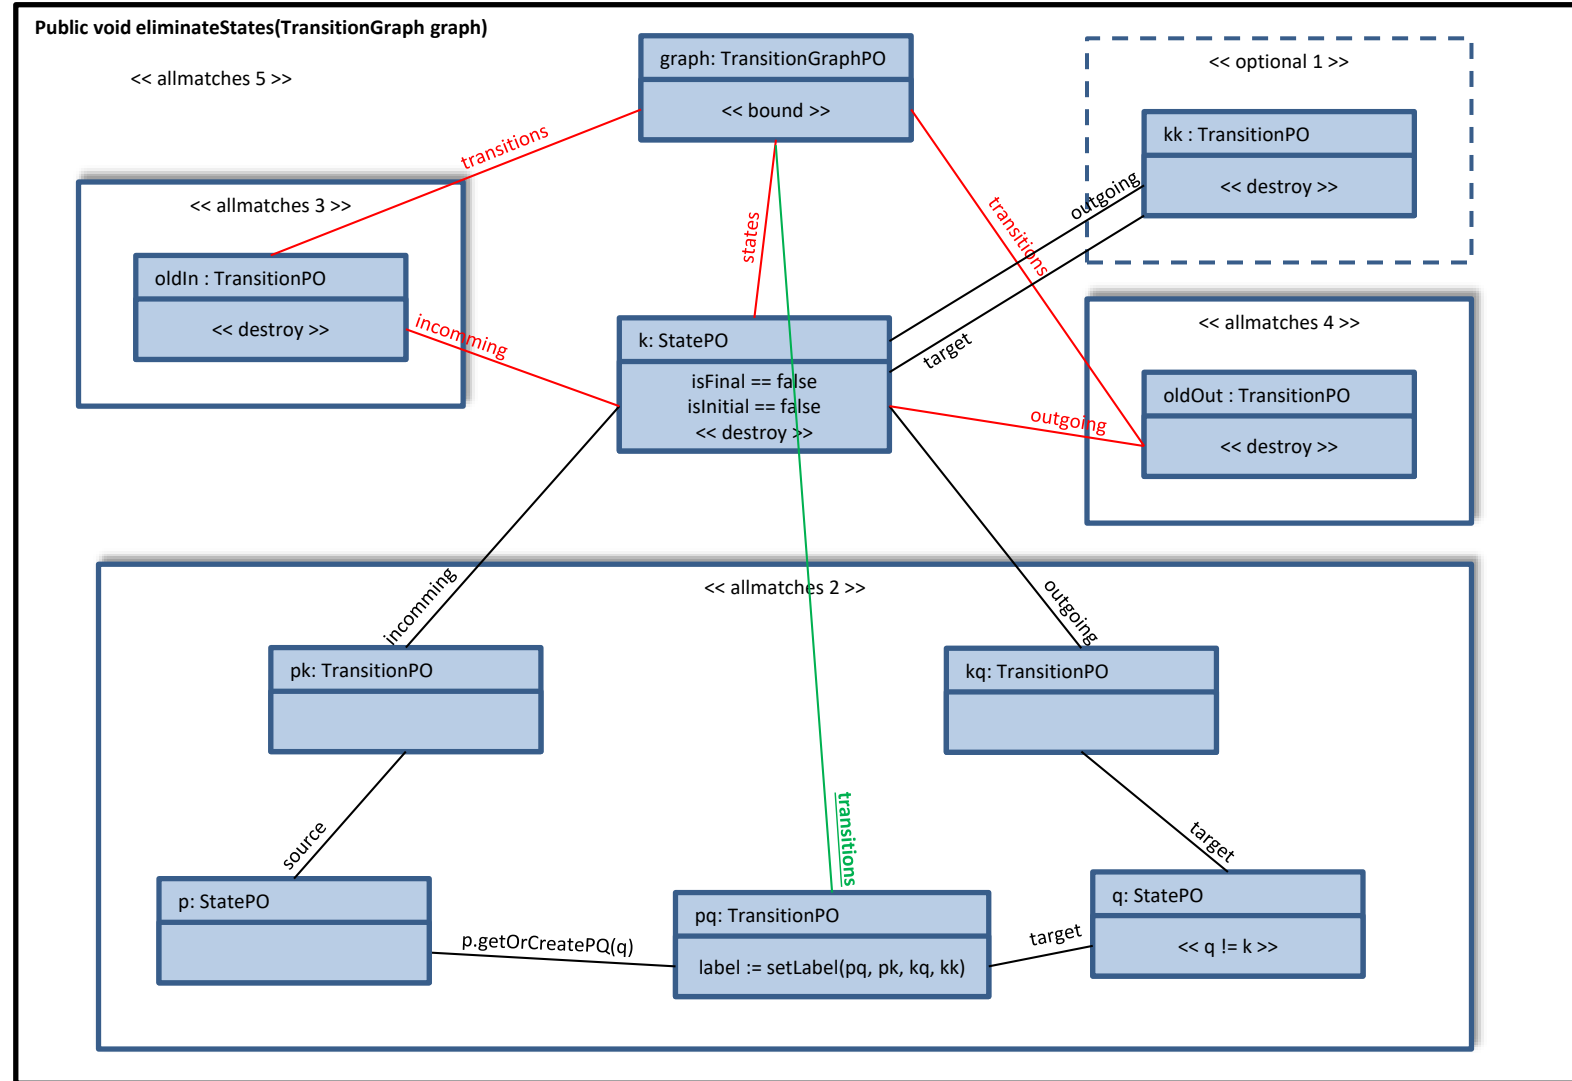 Public void eliminateStates(TransitionGraph graph)
<< allmatches 5 >>
graph: TransitionGraphPO
<< bound >>
<< optional 1 >>
kk : TransitionPO
<< destroy >>
transitions
states
transitions
outgoing
target
<< allmatches 3 >>
oldIn : TransitionPO
<< destroy >>
incomming
k: StatePO
isFinal == false
isInitial == false
<< destroy >>
<< allmatches 4 >>
oldOut : TransitionPO
<< destroy >>
outgoing
<< allmatches 2 >>
incomming
outgoing
pk: TransitionPO
kq: TransitionPO
source
transitions
target
p: StatePO
p.getOrCreatePQ(q)
pq: TransitionPO
label := setLabel(pq, pk, kq, kk)
target
q: StatePO
<< q != k >>